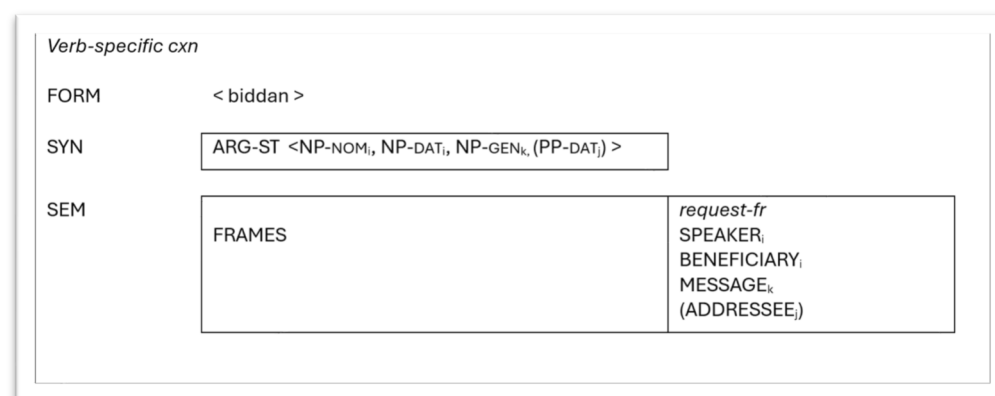 Verb-specific cxn
FORM < biddan >
SYN ARG-ST <NP-NOMᵢ, NP-DATᵢ, NP-GENₖ, (PP-DATⱼ) >
SEM request-fr
FRAMES SPEAKERᵢ
BENEFICIARYᵢ
MESSAGEₖ
(ADDRESSEEⱼ)